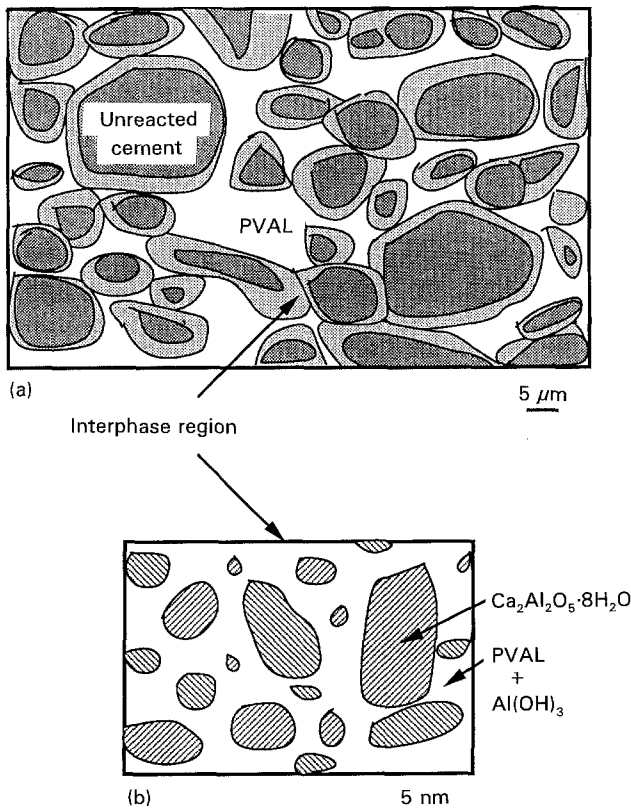 Unreacted
cement
PVAL
(a)
5 μm
Interphase region
Ca₂Al₂O₅·8H₂O
PVAL
+
Al(OH)₃
(b)
5 nm